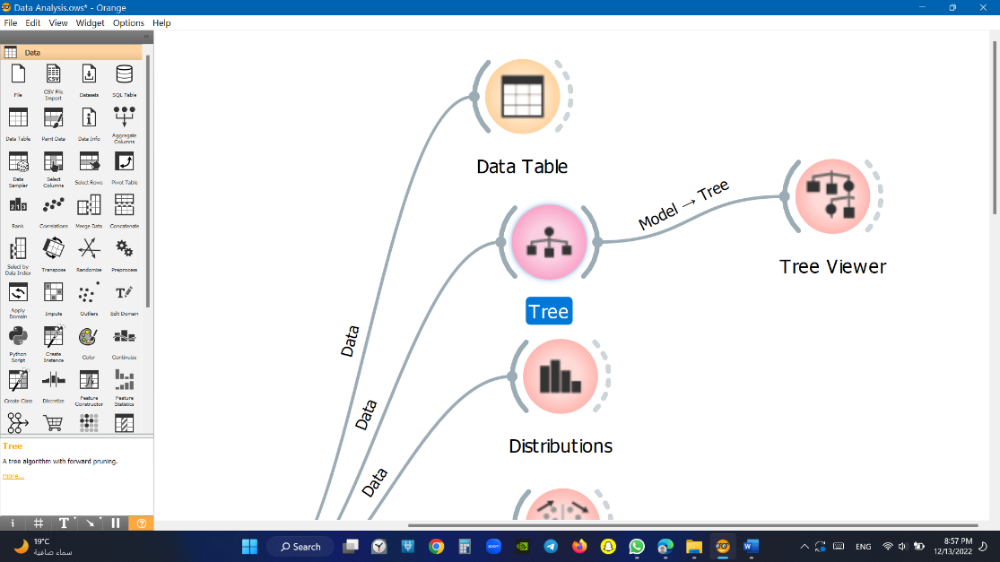 Data Analysis.ows* - Orange
File Edit View Widget Options Help
Data
File
CSV File
Import
Datasets
SQL Table
Data Table
Paint Data
Data Info
Aggregate
Columns
Data
Sampler
Select
Columns
Select Rows
Pivot Table
Rank
Correlations
Merge Data
Concatenate
Select by
Data Index
Transpose
Randomize
Preprocess
Apply
Domain
Impute
Outliers
Edit Domain
Python
Script
Create
Instance
Color
Continuize
Create Class
Discretize
Feature
Constructor
Feature
Statistics
Tree
A tree algorithm with forward pruning.
more...
Data Table
Model → Tree
Tree Viewer
Tree
Data
Data
Data
Distributions
19°C
سماء صافية
Search
zoom
ENG
8:57 PM
12/13/2022